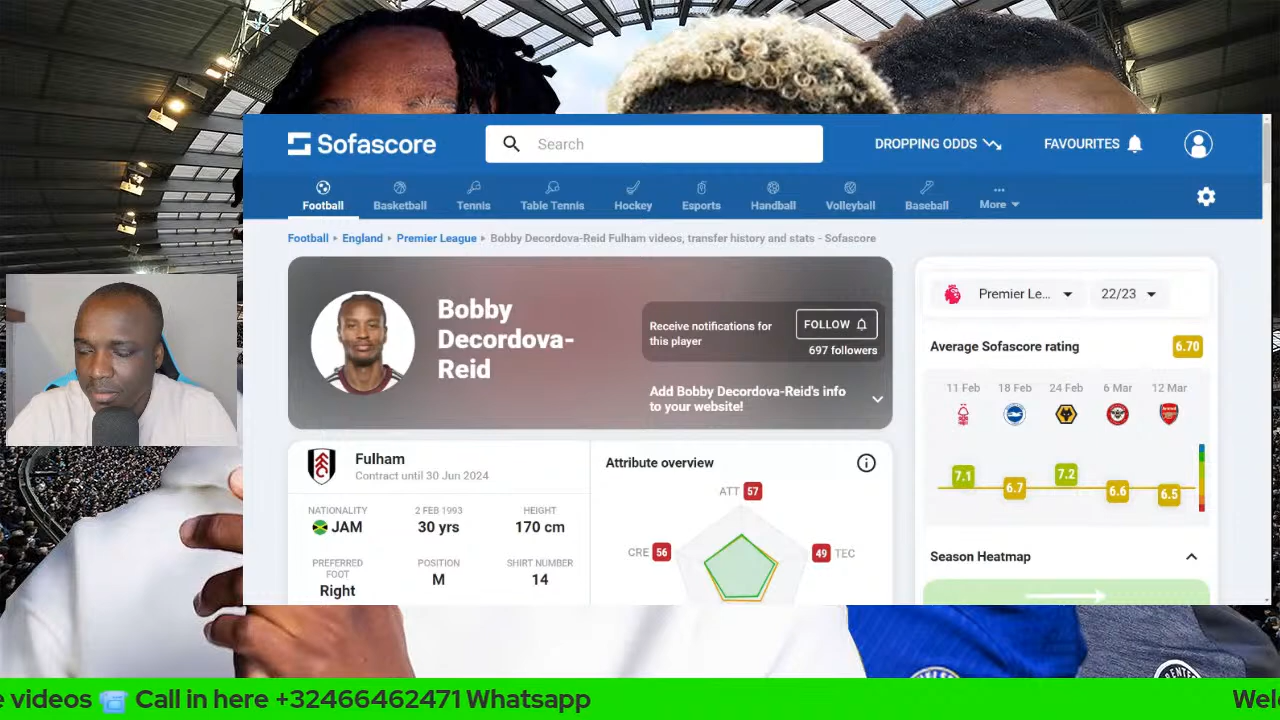 Sofascore
Search
DROPPING ODDS
FAVOURITES
Football
Basketball
Tennis
Table Tennis
Hockey
Esports
Handball
Volleyball
Baseball
More
Football England Premier League Bobby Decordova-Reid Fulham videos, transfer history and stats - Sofascore
Bobby
Decordova-
Reid
Receive notifications for
this player
FOLLOW
697 followers
Add Bobby Decordova-Reid's info
to your website!
Premier Le...
22/23
Average Sofascore rating
6.70
11 Feb
18 Feb
24 Feb
6 Mar
12 Mar
7.1
6.7
7.2
6.6
6.5
Season Heatmap
Fulham
Contract until 30 Jun 2024
NATIONALITY
JAM
2 FEB 1993
30 yrs
HEIGHT
170 cm
PREFERRED
FOOT
Right
POSITION
M
SHIRT NUMBER
14
Attribute overview
ATT 57
CRE 56
49 TEC
e videos Call in here +32466462471 Whatsapp
Welc